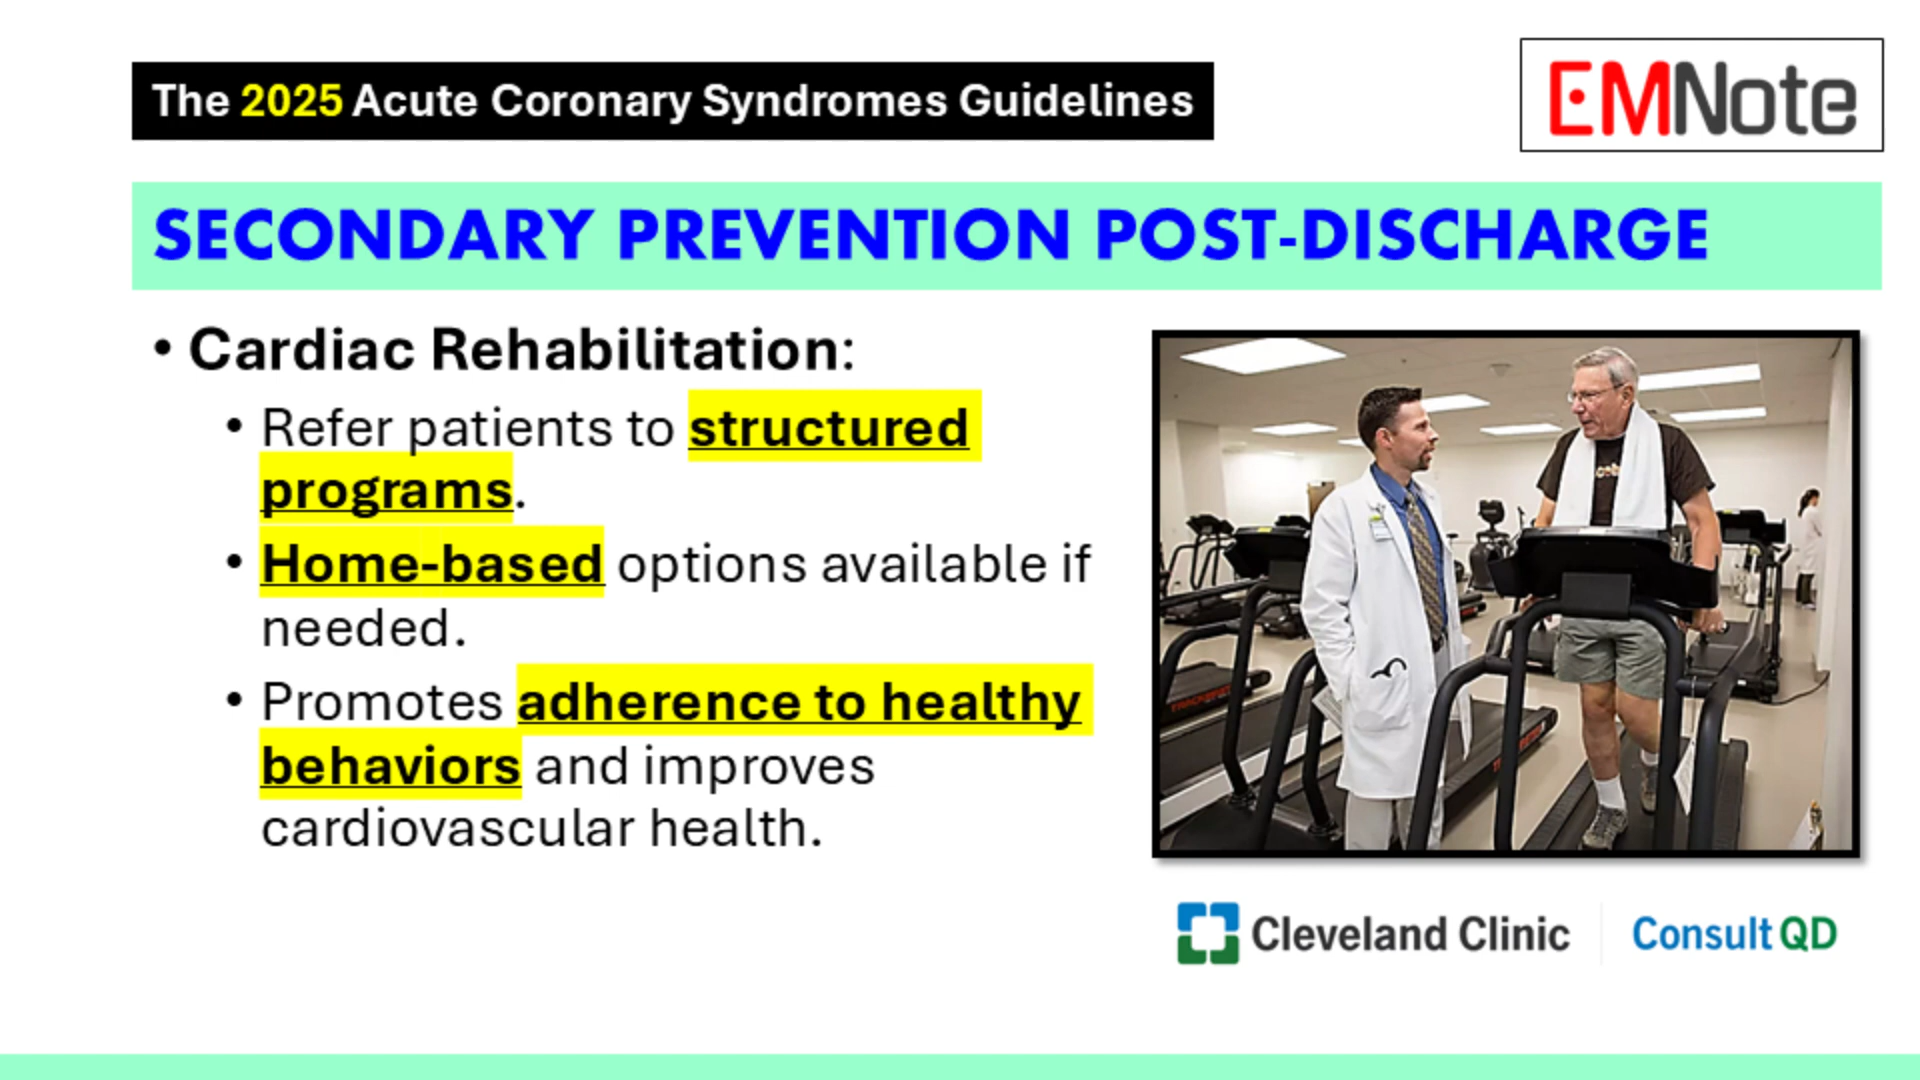 The 2025 Acute Coronary Syndromes Guidelines
EMNote
SECONDARY PREVENTION POST-DISCHARGE
• Cardiac Rehabilitation:
• Refer patients to structured
programs.
• Home-based options available if
needed.
• Promotes adherence to healthy
behaviors and improves
cardiovascular health.
Cleveland Clinic
Consult QD